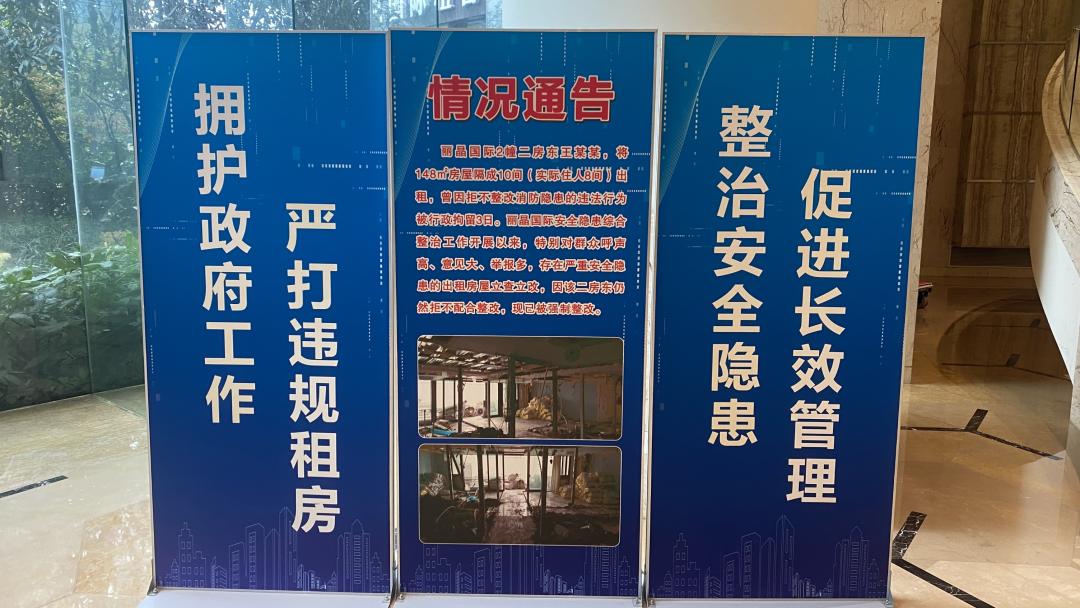 拥护政府工作
严打违规租房
情况通告
丽晶国际2幢二房东王某某，将
148㎡房屋隔成10间（实际住人8间）出
租，曾因拒不整改消防隐患的违法行为
被行政拘留3日。丽晶国际安全隐患综合
整治工作开展以来，特别对群众呼声
高、意见大、举报多，存在严重安全隐
患的出租房屋立查立改，因该二房东仍
然拒不配合整改，现已被强制整改。
整治安全隐患
促进长效管理